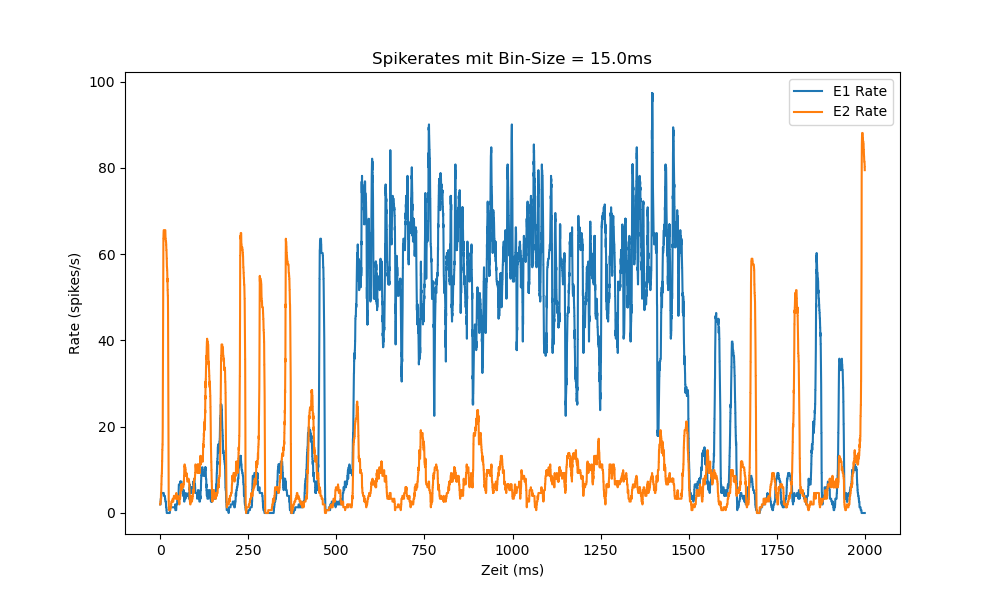 Spikerates mit Bin-Size = 15.0ms
E1 Rate
E2 Rate
Rate (spikes/s)
100
80
60
40
20
0
0 250 500 750 1000 1250 1500 1750 2000
Zeit (ms)